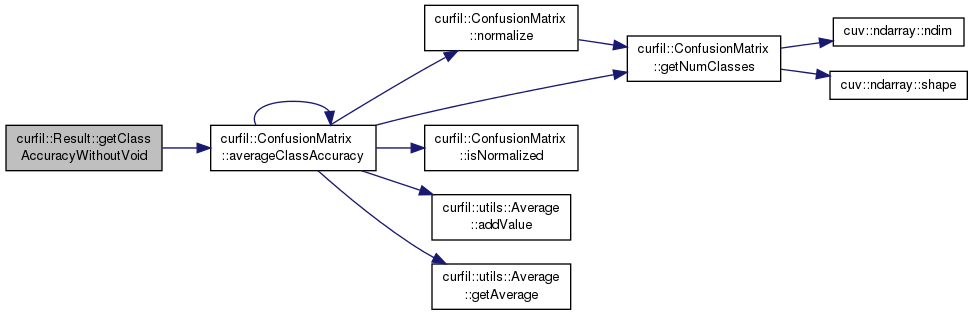 curfil::Result::getClass
AccuracyWithoutVoid
curfil::ConfusionMatrix
::averageClassAccuracy
curfil::ConfusionMatrix
::normalize
curfil::ConfusionMatrix
::getNumClasses
cuv::ndarray::ndim
cuv::ndarray::shape
curfil::ConfusionMatrix
::isNormalized
curfil::utils::Average
::addValue
curfil::utils::Average
::getAverage